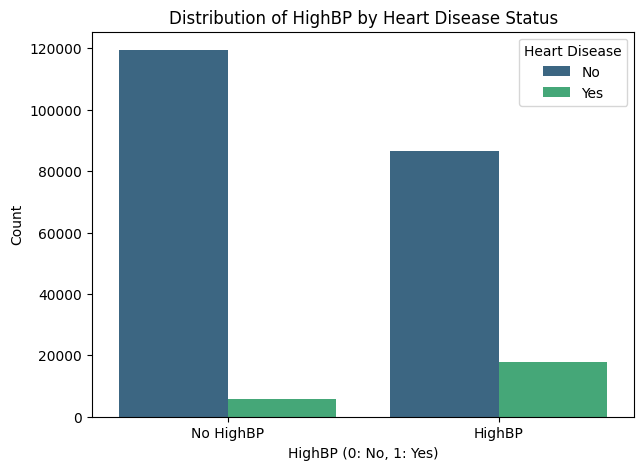 Distribution of HighBP by Heart Disease Status
Heart Disease
No
Yes
120000
100000
80000
60000
40000
20000
0
Count
No HighBP
HighBP
HighBP (0: No, 1: Yes)